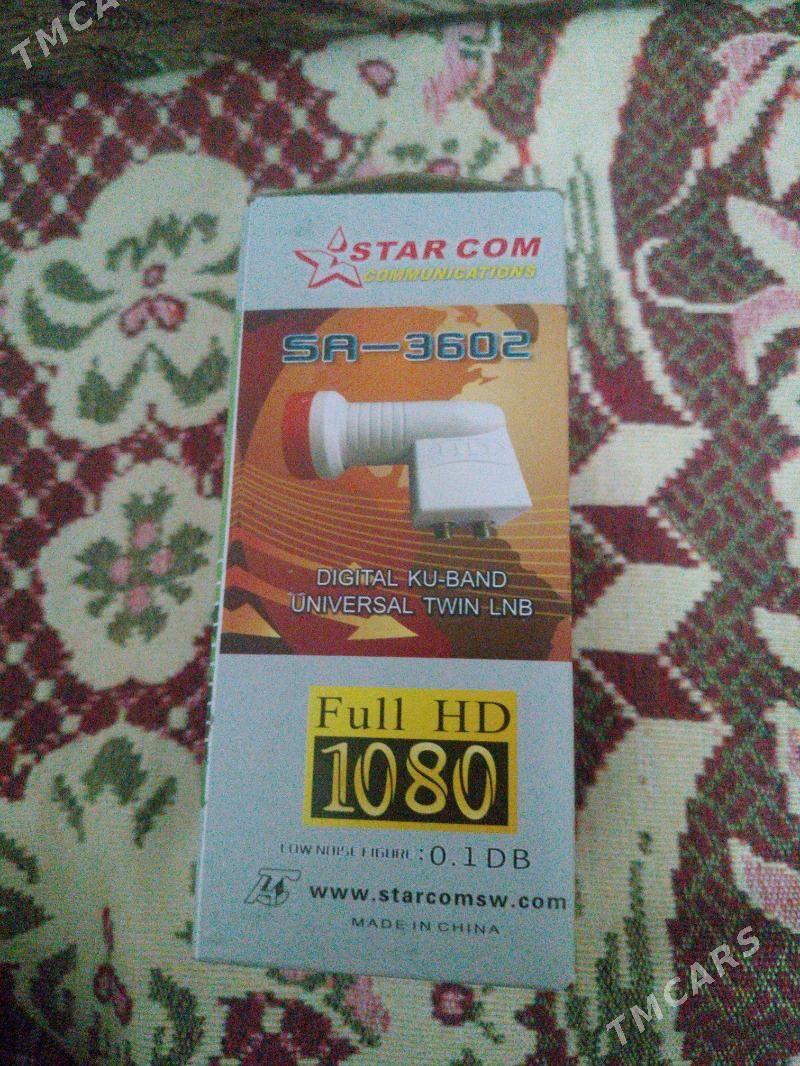 TMCARS
STAR COM
COMMUNICATIONS
SA-3602
DIGITAL KU-BAND
UNIVERSAL TWIN LNB
Full HD
1080
LOW NOISE FIGURE:0.1DB
www.starcomsw.com
MADE IN CHINA
TMCARS